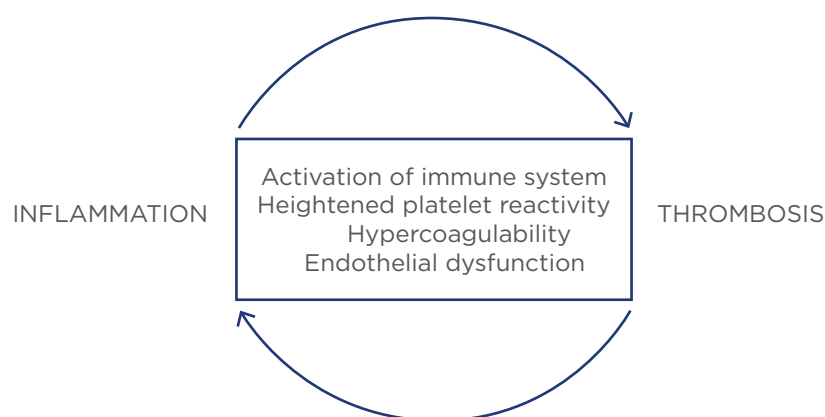 Activation of immune system
Heightened platelet reactivity
INFLAMMATION
THROMBOSIS
Hypercoagulability
Endothelial dysfunction